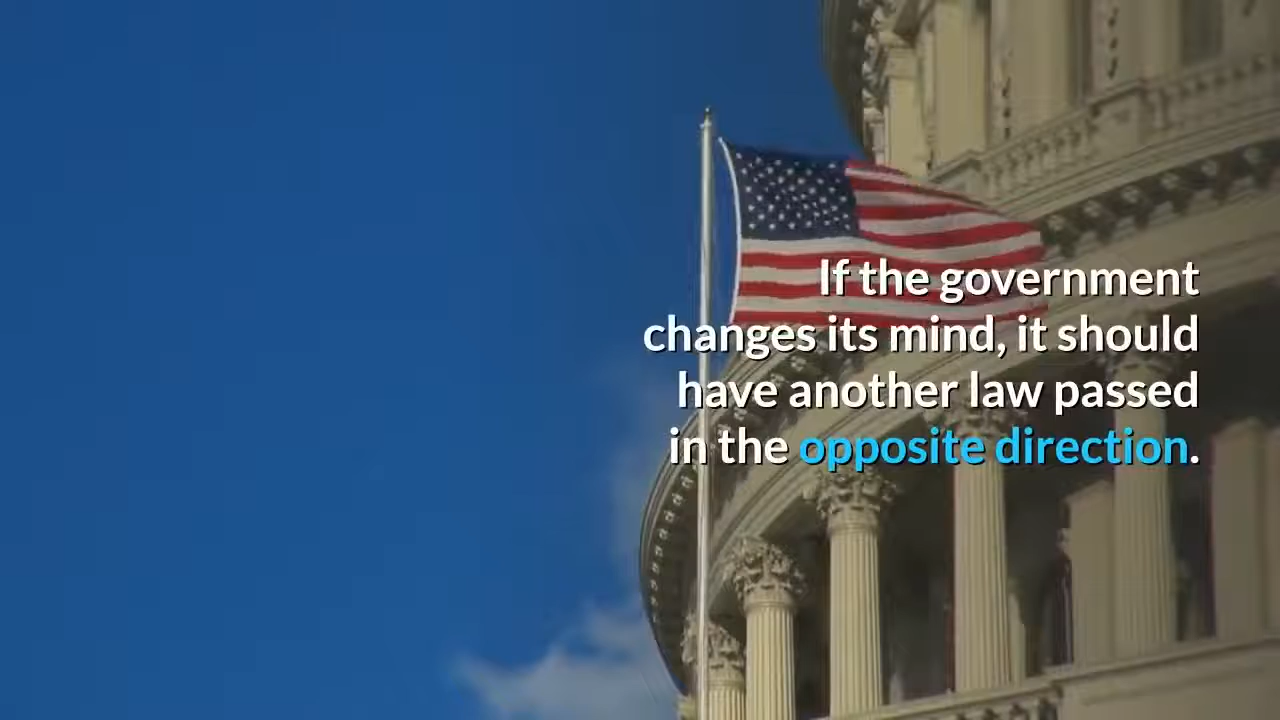 If the government
changes its mind, it should
have another law passed
in the opposite direction.